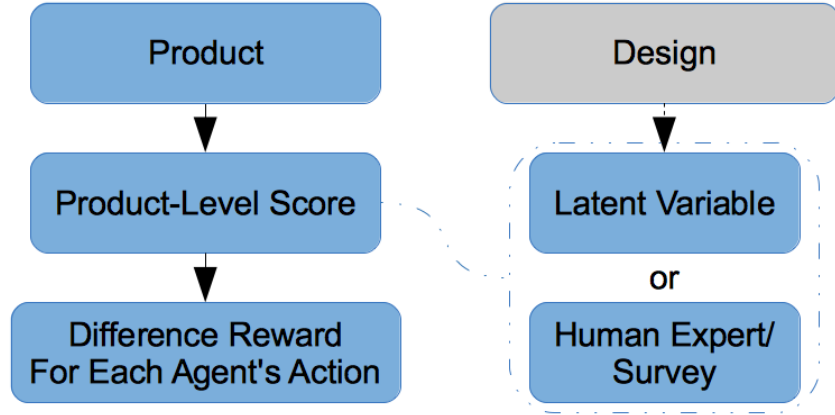 Product
Product-Level Score
Difference Reward
For Each Agent's Action
Design
Latent Variable
or
Human Expert/
Survey